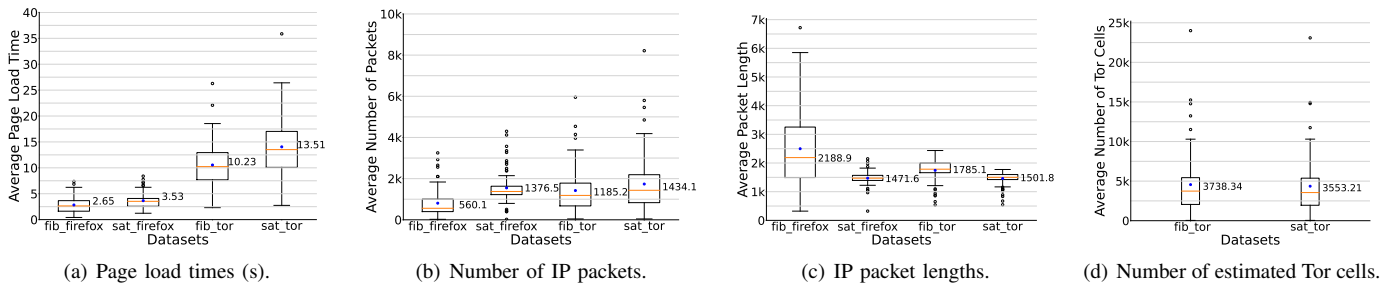 Average Page Load Time
40
35
30
25
20
15
10
5
0
2.65
3.53
10.23
13.51
fib_firefox sat_firefox fib_tor sat_tor
Datasets
(a) Page load times (s).
Average Number of Packets
10k
8k
6k
4k
2k
0
560.1
1376.5
1185.2
1434.1
fib_firefox sat_firefox fib_tor sat_tor
Datasets
(b) Number of IP packets.
Average Packet Length
7k
6k
5k
4k
3k
2k
1k
0
2188.9
1471.6
1785.1
1501.8
fib_firefox sat_firefox fib_tor sat_tor
Datasets
(c) IP packet lengths.
Average Number of Tor Cells
25k
20k
15k
10k
5k
0
3738.34
3553.21
fib_tor sat_tor
Datasets
(d) Number of estimated Tor cells.